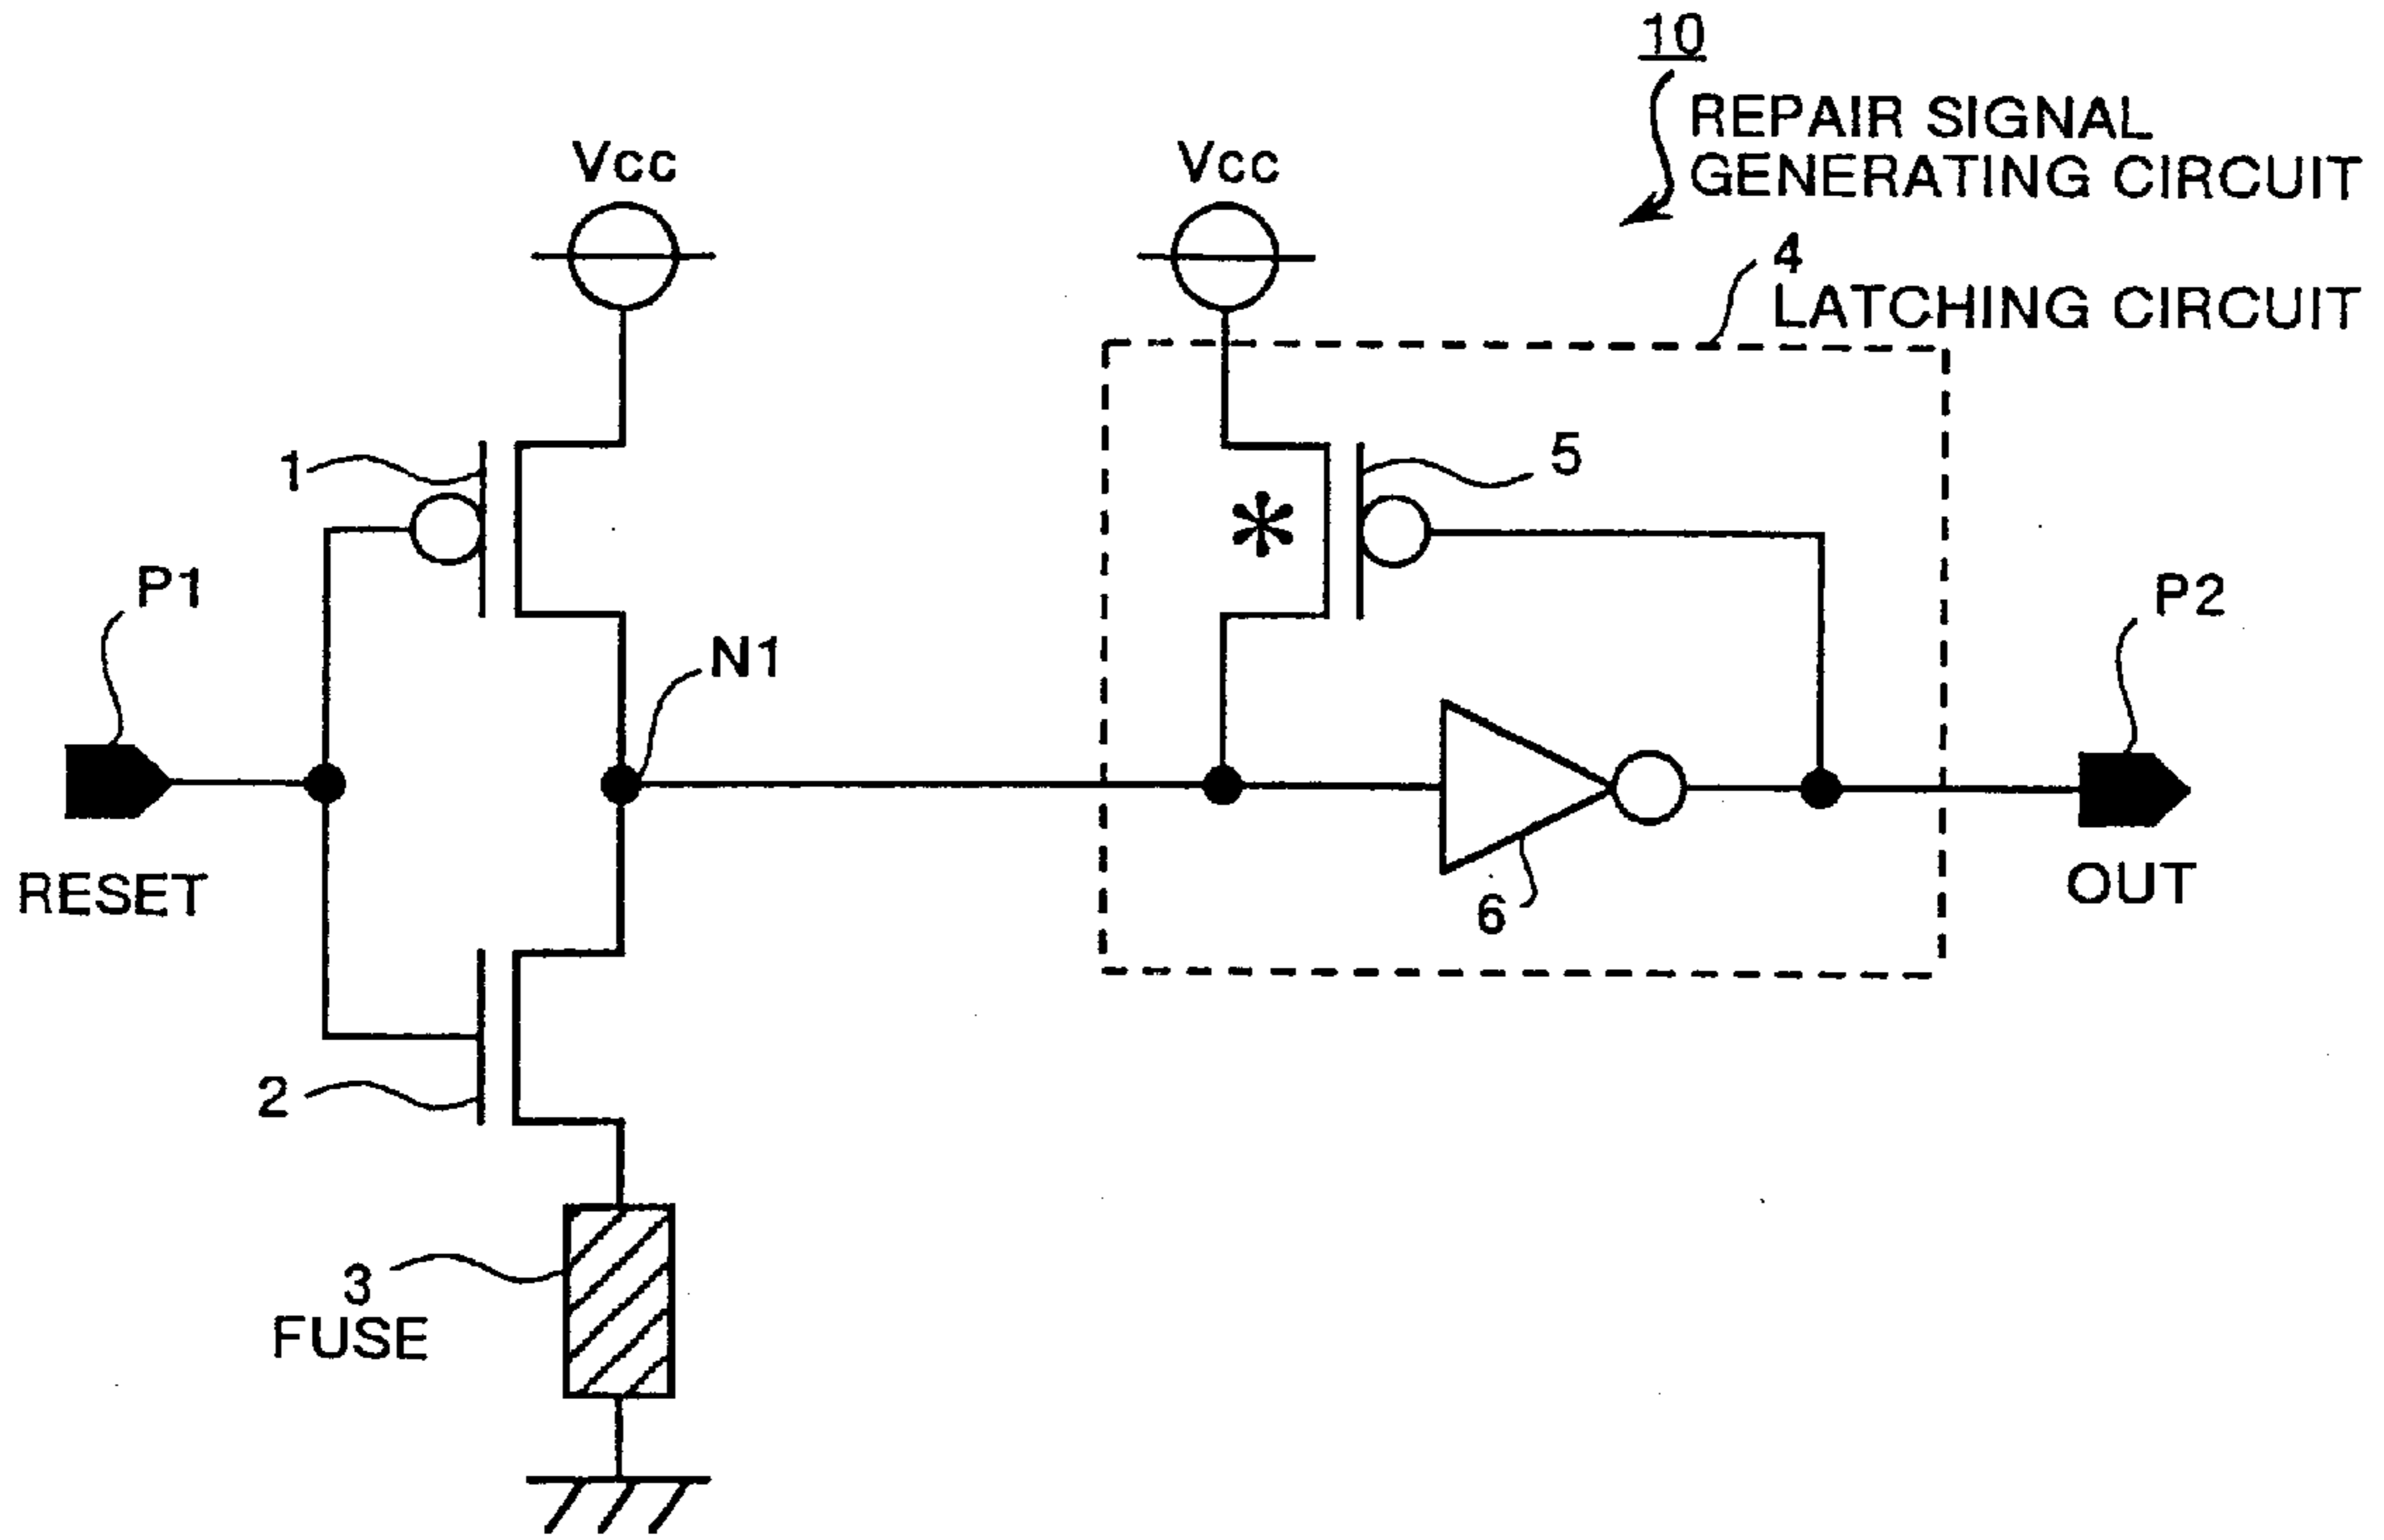 10
REPAIR SIGNAL
GENERATING CIRCUIT
Vcc
Vcc
4
LATCHING CIRCUIT
1
*
5
P1
N1
P2
RESET
6
OUT
2
3
FUSE